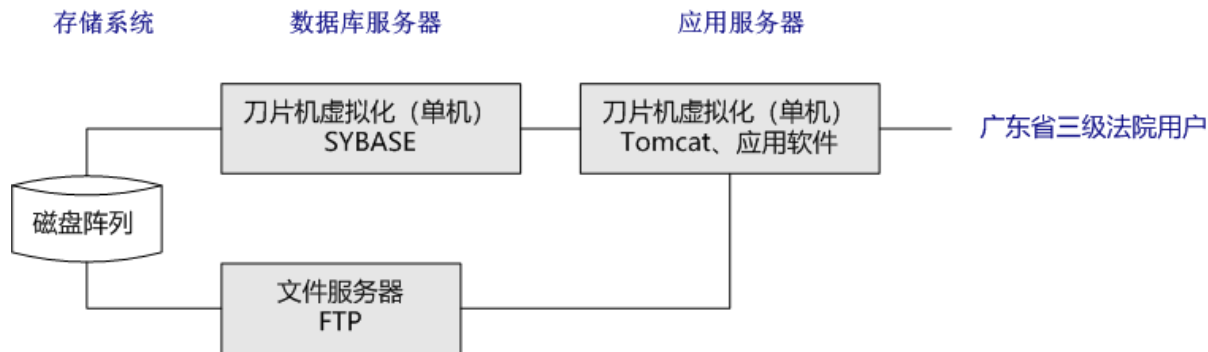 存储系统 数据库服务器 应用服务器
刀片机虚拟化（单机）
SYBASE
刀片机虚拟化（单机）
Tomcat、应用软件
广东省三级法院用户
磁盘阵列
文件服务器
FTP